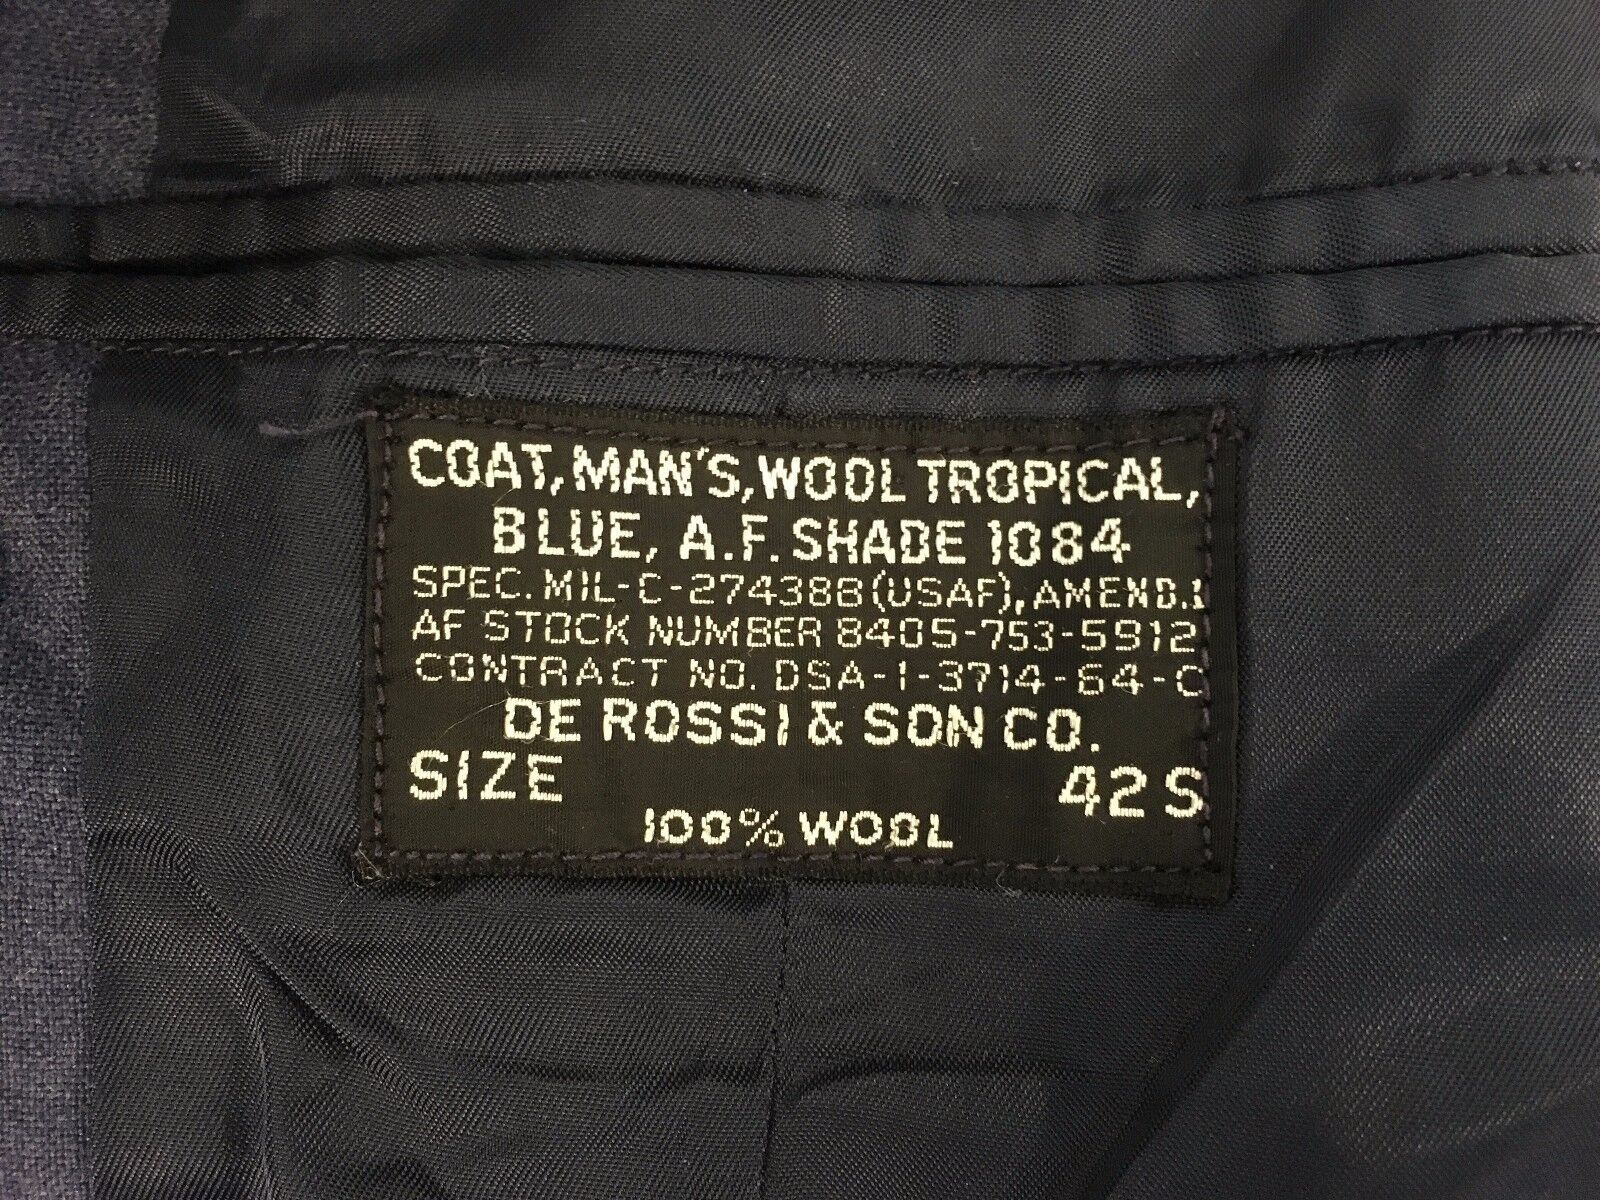 COAT, MAN'S, WOOL TROPICAL,
BLUE, A.F. SHADE 1084
SPEC. MIL-C-27438B (USAF), AMEND.1
AF STOCK NUMBER 8405-753-5912
CONTRACT NO. DSA-1-3714-64-C
DE ROSSI & SON CO.
SIZE 42S
100% WOOL